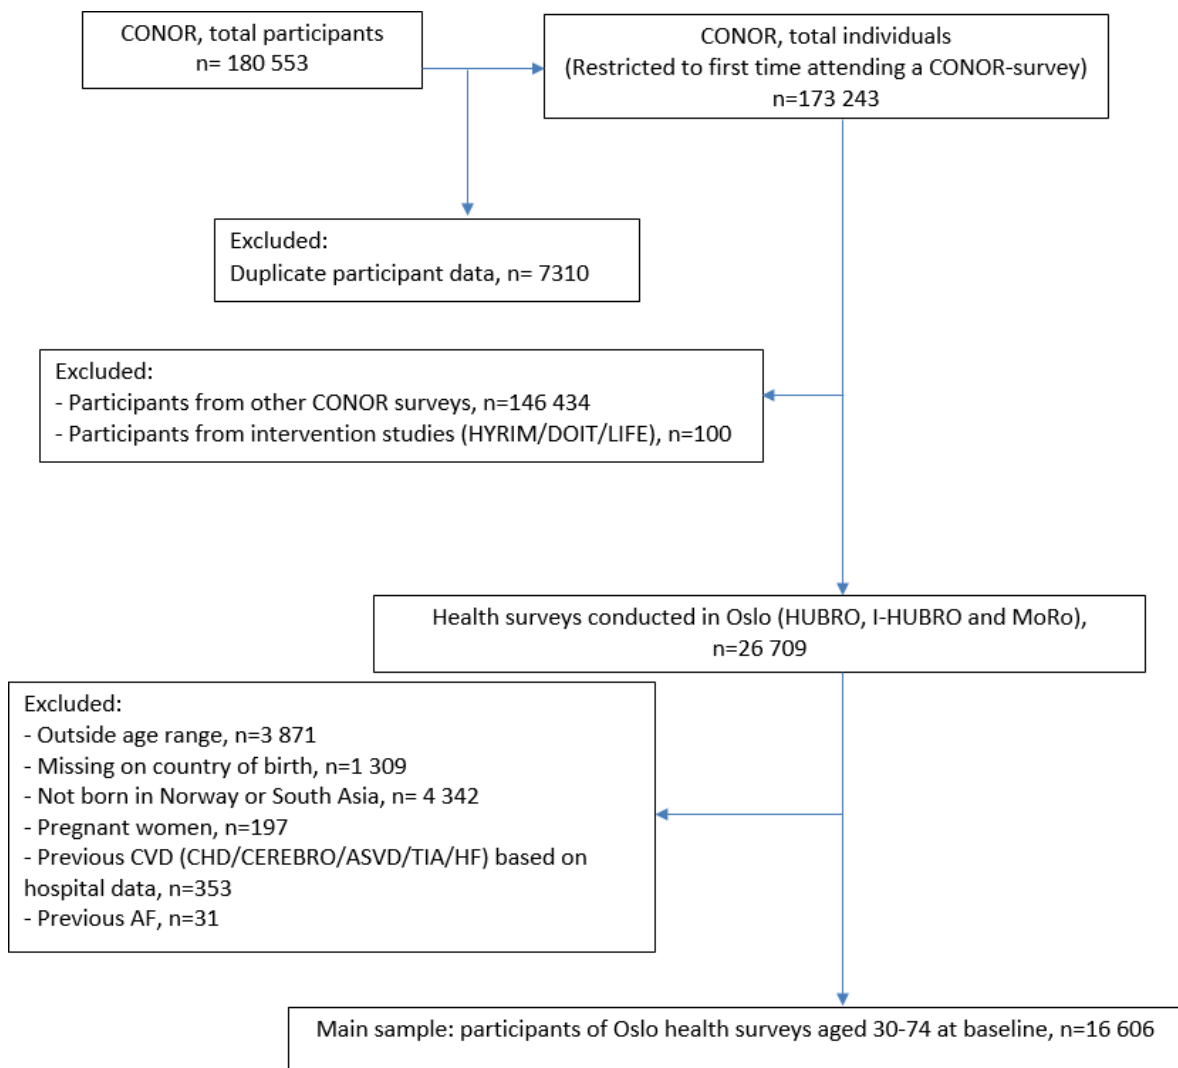 CONOR, total participants
n= 180 553
CONOR, total individuals
(Restricted to first time attending a CONOR-survey)
n=173 243
Excluded:
Duplicate participant data, n= 7310
Excluded:
- Participants from other CONOR surveys, n=146 434
- Participants from intervention studies (HYRIM/DOIT/LIFE), n=100
Health surveys conducted in Oslo (HUBRO, I-HUBRO and MoRo),
n=26 709
Excluded:
- Outside age range, n=3 871
- Missing on country of birth, n=1 309
- Not born in Norway or South Asia, n= 4 342
- Pregnant women, n=197
- Previous CVD (CHD/CEREBRO/ASVD/TIA/HF) based on
hospital data, n=353
- Previous AF, n=31
Main sample: participants of Oslo health surveys aged 30-74 at baseline, n=16 606